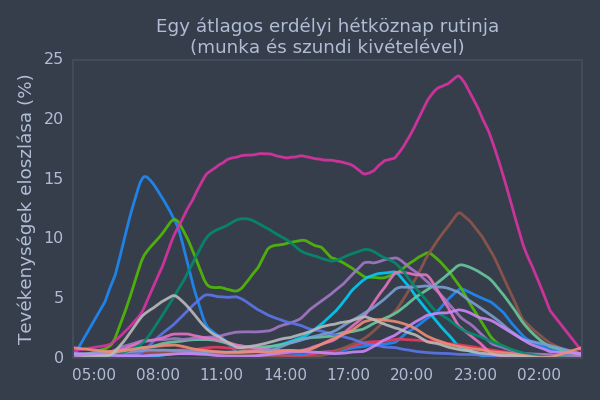 Egy átlagos erdélyi hétköznap rutinja
(munka és szundi kivételével)
Tevékenységek eloszlása (%)
25
20
15
10
5
0
05:00 08:00 11:00 14:00 17:00 20:00 23:00 02:00